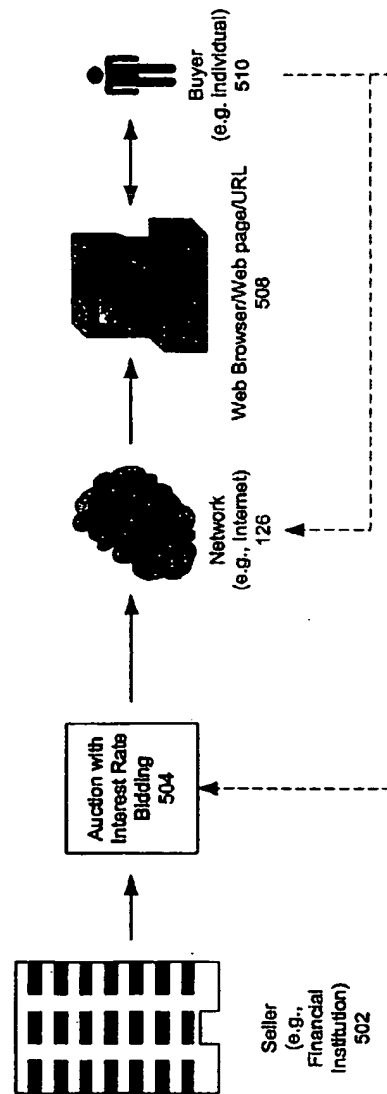 Seller
(e.g.,
Financial
Institution)
502
Auction with
Interest Rate
Bidding
504
Network
(e.g., Internet)
126
Web Browser/Web page/URL
508
Buyer
(e.g. individual)
510